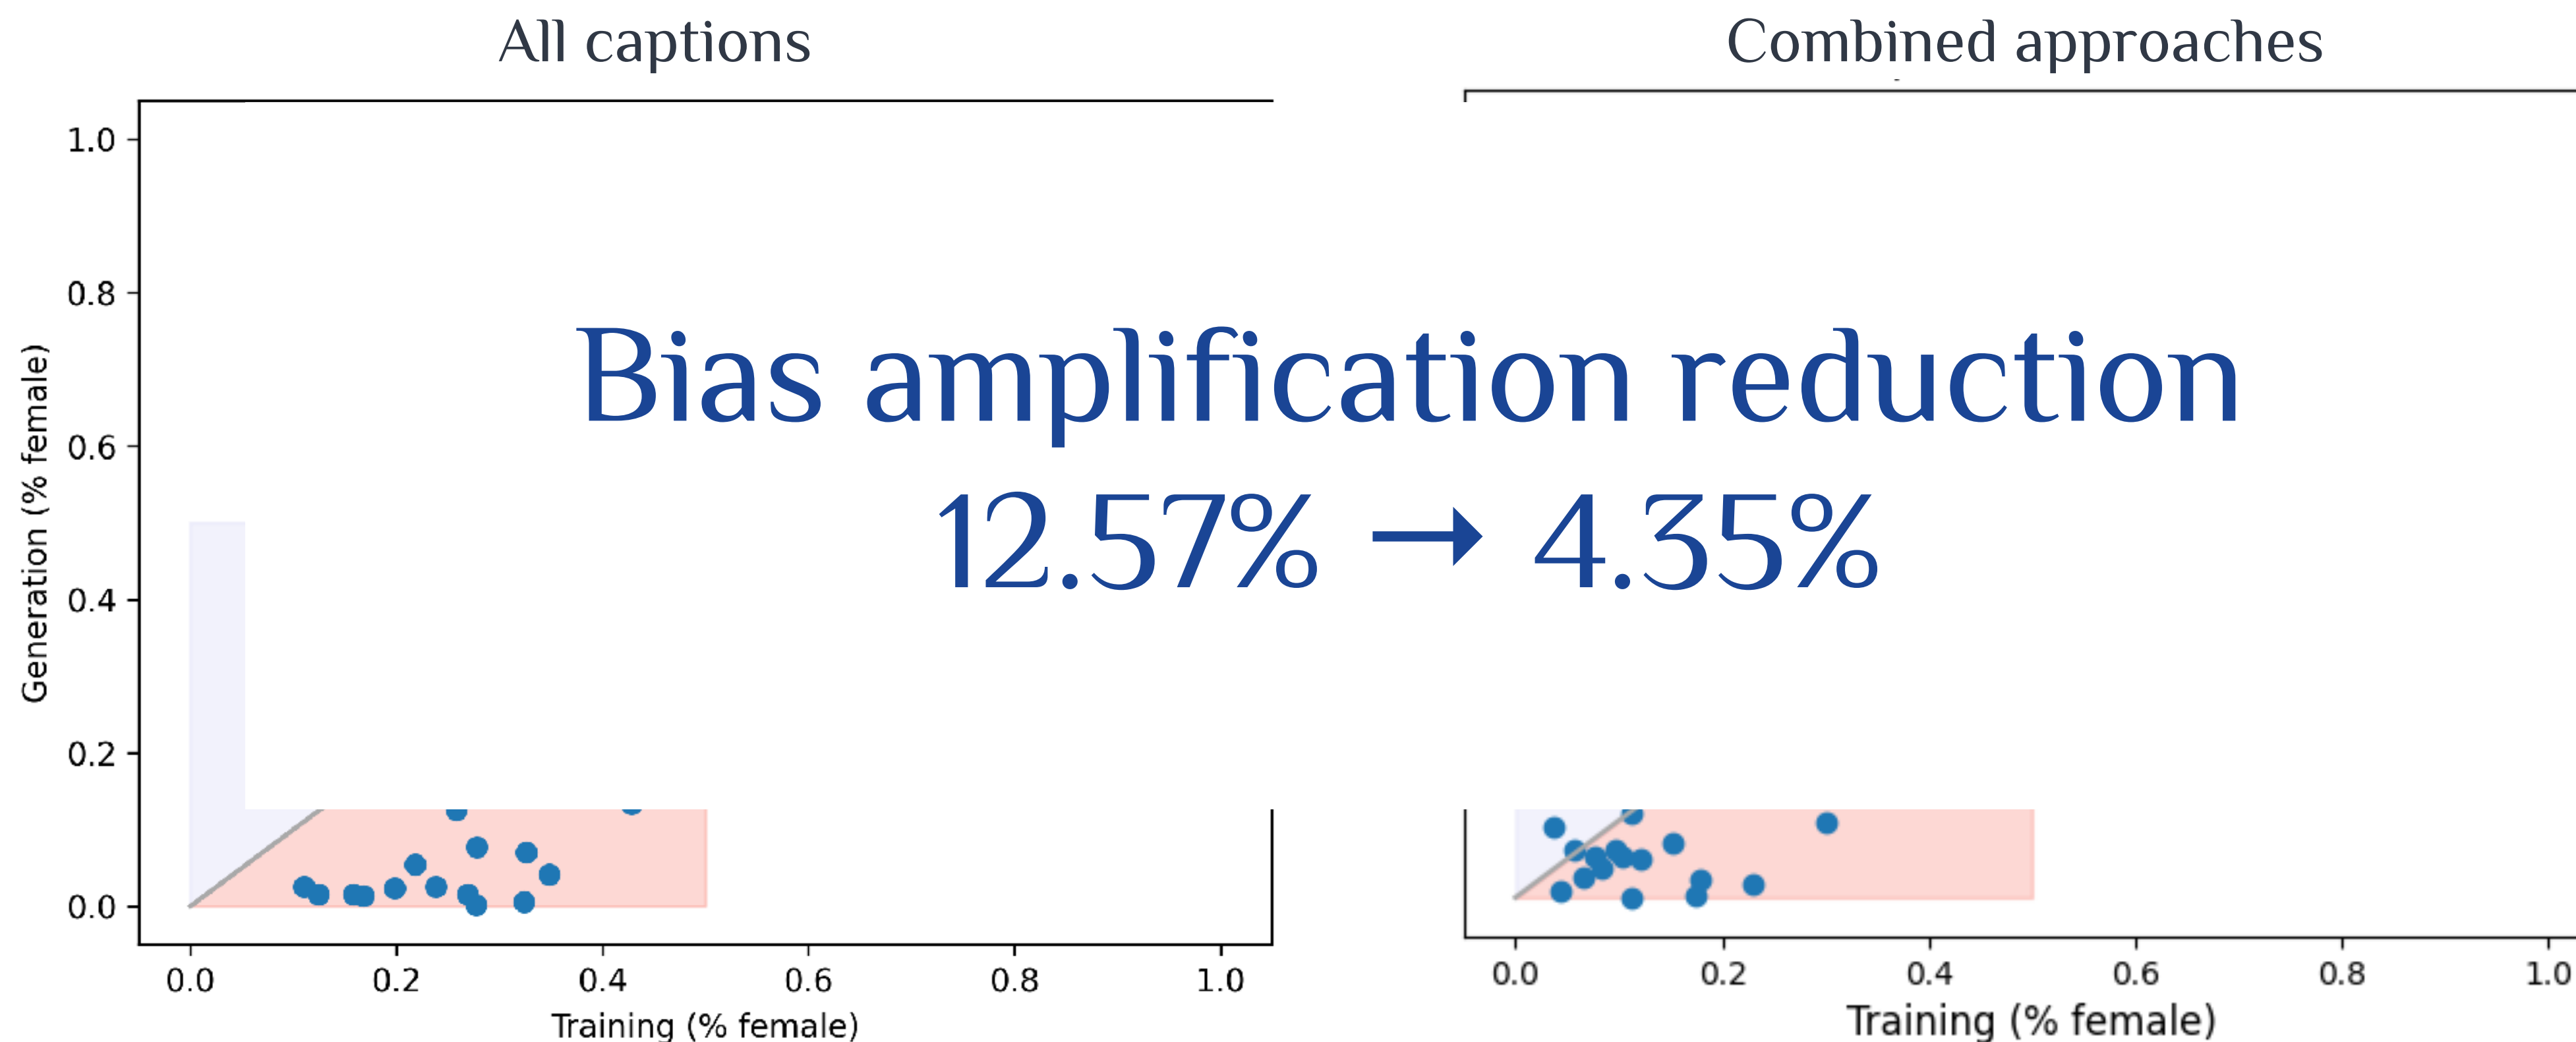 All captions
Combined approaches
Bias amplification reduction
12.57% → 4.35%
Generation (% female)
1.0
0.8
0.6
0.4
0.2
0.0
0.0 0.2 0.4 0.6 0.8 1.0
Training (% female)
0.0 0.2 0.4 0.6 0.8 1.0
Training (% female)